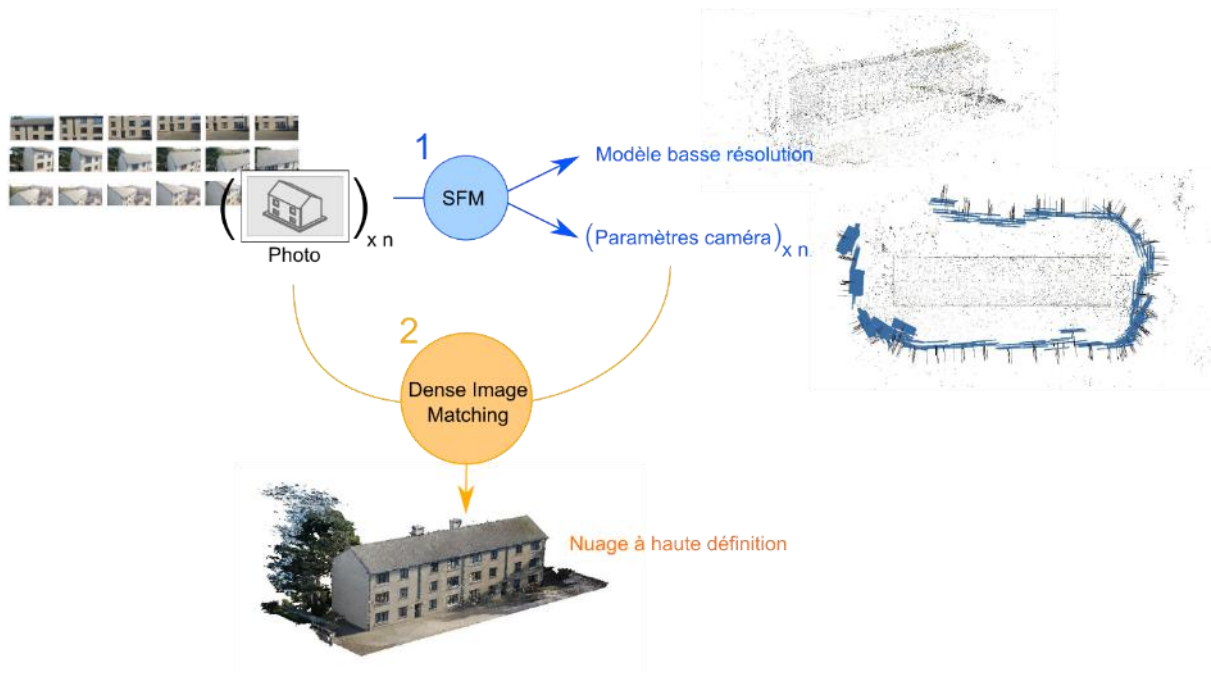 1
SFM
Modèle basse résolution
(Paramètres caméra) x n
( ) x n
Photo
2
Dense Image
Matching
Nuage à haute définition